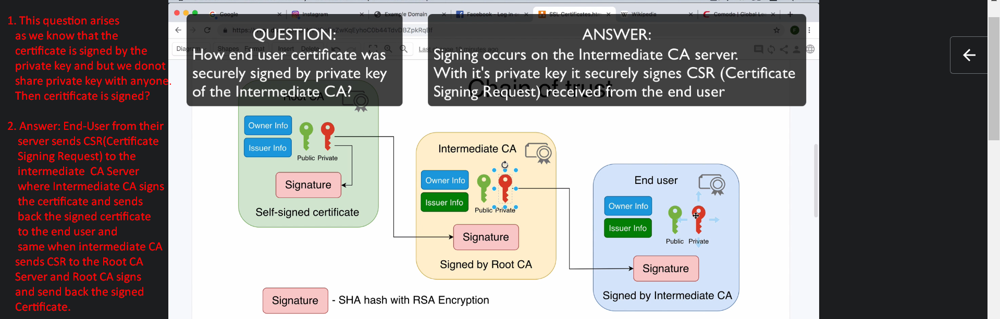 1. This question arises
as we know that the
certificate is signed by the
private key and but we donot
share private key with anyone.
Then ceritificate is signed?
2. Answer: End-User from their
server sends CSR(Certificate
Signing Request) to the
intermediate CA Server
where Intermediate CA signs
the certificate and sends
back the signed certificate
to the end user and
same when intermediate CA
sends CSR to the Root CA
Server and Root CA signs
and send back the signed
Certificate.
Google
Instagram
Example Domain
Facebook - Log In or
SSL Certificates.htm
Wikipedia
Comodo | Global Le
QUESTION:
How end user certificate was
securely signed by private key
of the Intermediate CA?
ANSWER:
Signing occurs on the Intermediate CA server.
With it's private key it securely signes CSR (Certificate
Signing Request) received from the end user
Shapes Format Insert Delete
Chain of trust
Root CA
Owner Info
Issuer Info
Public Private
Signature
Self-signed certificate
Intermediate CA
Owner Info
Issuer Info
Public Private
Signature
Signed by Root CA
End user
Owner Info
Issuer Info
Public Private
Signature
Signed by Intermediate CA
Signature - SHA hash with RSA Encryption